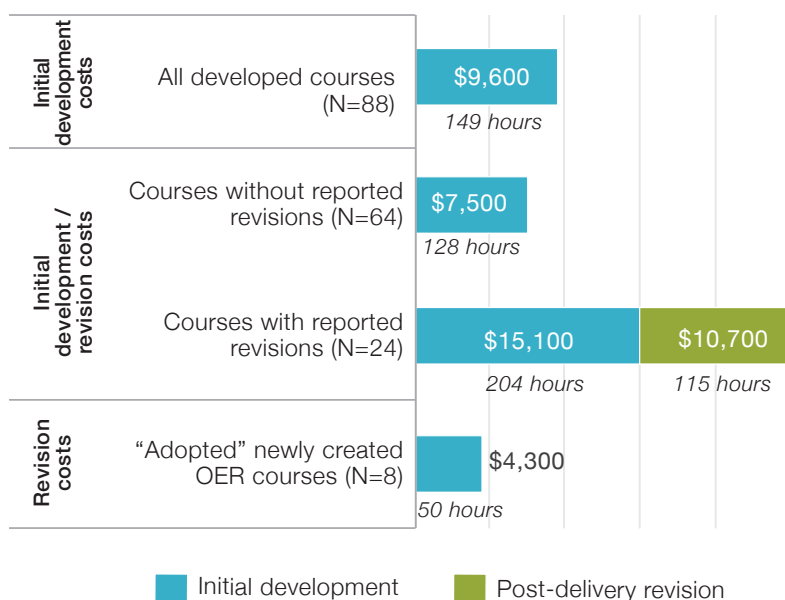 Initial
development
costs
All developed courses
(N=88)
$9,600
149 hours
Initial
development /
revision costs
Courses without reported
revisions (N=64)
$7,500
128 hours
Courses with reported
revisions (N=24)
$15,100
$10,700
204 hours
115 hours
Revision
costs
“Adopted” newly created
OER courses (N=8)
$4,300
50 hours
Initial development
Post-delivery revision